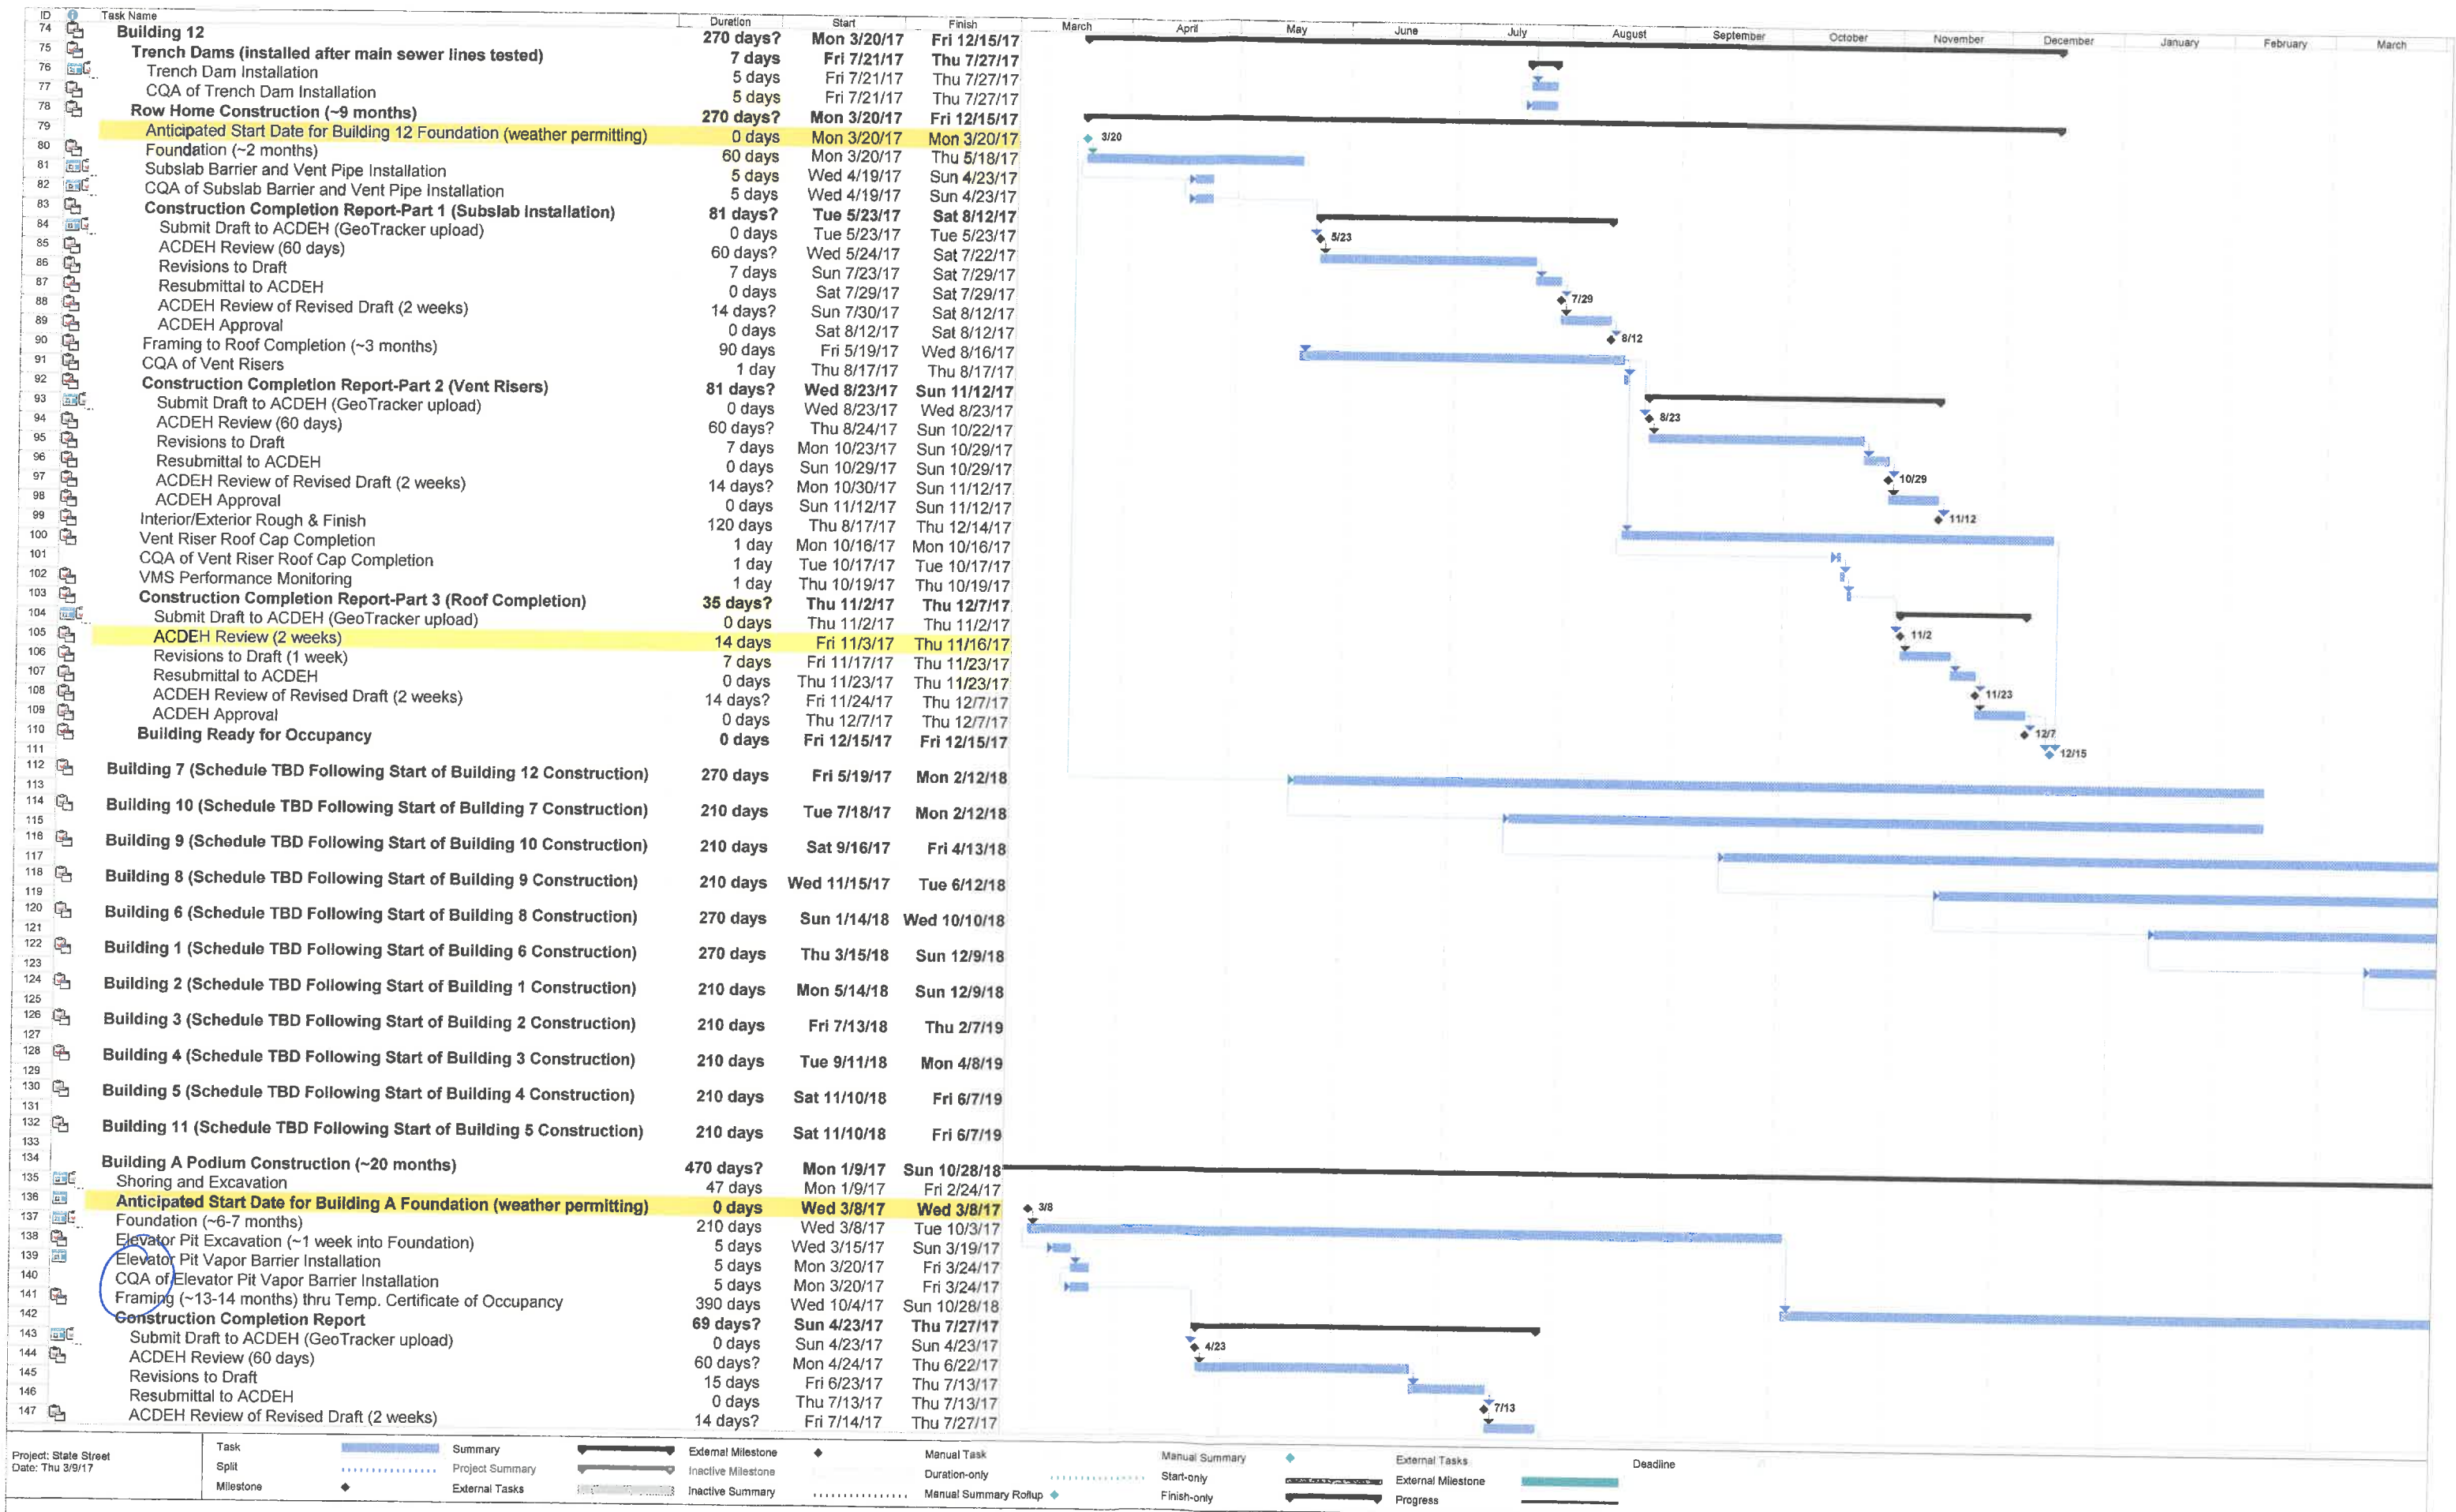 ID Task Name Duration Start Finish March April May June July August September October November December January February March
74 Building 12 270 days? Mon 3/20/17 Fri 12/15/17
75 Trench Dams (installed after main sewer lines tested) 7 days Fri 7/21/17 Thu 7/27/17
76 Trench Dam Installation 5 days Fri 7/21/17 Thu 7/27/17
77 CQA of Trench Dam Installation 5 days Fri 7/21/17 Thu 7/27/17
78 Row Home Construction (~9 months) 270 days? Mon 3/20/17 Fri 12/15/17
79 Anticipated Start Date for Building 12 Foundation (weather permitting) 0 days Mon 3/20/17 Mon 3/20/17 3/20
80 Foundation (~2 months) 60 days Mon 3/20/17 Thu 5/18/17
81 Subslab Barrier and Vent Pipe Installation 5 days Wed 4/19/17 Sun 4/23/17
82 CQA of Subslab Barrier and Vent Pipe Installation 5 days Wed 4/19/17 Sun 4/23/17
83 Construction Completion Report-Part 1 (Subslab Installation) 81 days? Tue 5/23/17 Sat 8/12/17
84 Submit Draft to ACDEH (GeoTracker upload) 0 days Tue 5/23/17 Tue 5/23/17 5/23
85 ACDEH Review (60 days) 60 days? Wed 5/24/17 Sat 7/22/17
86 Revisions to Draft 7 days Sun 7/23/17 Sat 7/29/17
87 Resubmittal to ACDEH 0 days Sat 7/29/17 Sat 7/29/17 7/29
88 ACDEH Review of Revised Draft (2 weeks) 14 days? Sun 7/30/17 Sat 8/12/17
89 ACDEH Approval 0 days Sat 8/12/17 Sat 8/12/17 8/12
90 Framing to Roof Completion (~3 months) 90 days Fri 5/19/17 Wed 8/16/17
91 CQA of Vent Risers 1 day Thu 8/17/17 Thu 8/17/17
92 Construction Completion Report-Part 2 (Vent Risers) 81 days? Wed 8/23/17 Sun 11/12/17
93 Submit Draft to ACDEH (GeoTracker upload) 0 days Wed 8/23/17 Wed 8/23/17 8/23
94 ACDEH Review (60 days) 60 days? Thu 8/24/17 Sun 10/22/17
95 Revisions to Draft 7 days Mon 10/23/17 Sun 10/29/17
96 Resubmittal to ACDEH 0 days Sun 10/29/17 Sun 10/29/17 10/29
97 ACDEH Review of Revised Draft (2 weeks) 14 days? Mon 10/30/17 Sun 11/12/17
98 ACDEH Approval 0 days Sun 11/12/17 Sun 11/12/17 11/12
99 Interior/Exterior Rough & Finish 120 days Thu 8/17/17 Thu 12/14/17
100 Vent Riser Roof Cap Completion 1 day Mon 10/16/17 Mon 10/16/17
101 CQA of Vent Riser Roof Cap Completion 1 day Tue 10/17/17 Tue 10/17/17
102 VMS Performance Monitoring 1 day Thu 10/19/17 Thu 10/19/17
103 Construction Completion Report-Part 3 (Roof Completion) 35 days? Thu 11/2/17 Thu 12/7/17
104 Submit Draft to ACDEH (GeoTracker upload) 0 days Thu 11/2/17 Thu 11/2/17 11/2
105 ACDEH Review (2 weeks) 14 days Fri 11/3/17 Thu 11/16/17
106 Revisions to Draft (1 week) 7 days Fri 11/17/17 Thu 11/23/17
107 Resubmittal to ACDEH 0 days Thu 11/23/17 Thu 11/23/17 11/23
108 ACDEH Review of Revised Draft (2 weeks) 14 days? Fri 11/24/17 Thu 12/7/17
109 ACDEH Approval 0 days Thu 12/7/17 Thu 12/7/17 12/7
110 Building Ready for Occupancy 0 days Fri 12/15/17 Fri 12/15/17 12/15
111
112 Building 7 (Schedule TBD Following Start of Building 12 Construction) 270 days Fri 5/19/17 Mon 2/12/18
113
114 Building 10 (Schedule TBD Following Start of Building 7 Construction) 210 days Tue 7/18/17 Mon 2/12/18
115
116 Building 9 (Schedule TBD Following Start of Building 10 Construction) 210 days Sat 9/16/17 Fri 4/13/18
117
118 Building 8 (Schedule TBD Following Start of Building 9 Construction) 210 days Wed 11/15/17 Tue 6/12/18
119
120 Building 6 (Schedule TBD Following Start of Building 8 Construction) 270 days Sun 1/14/18 Wed 10/10/18
121
122 Building 1 (Schedule TBD Following Start of Building 6 Construction) 270 days Thu 3/15/18 Sun 12/9/18
123
124 Building 2 (Schedule TBD Following Start of Building 1 Construction) 210 days Mon 5/14/18 Sun 12/9/18
125
126 Building 3 (Schedule TBD Following Start of Building 2 Construction) 210 days Fri 7/13/18 Thu 2/7/19
127
128 Building 4 (Schedule TBD Following Start of Building 3 Construction) 210 days Tue 9/11/18 Mon 4/8/19
129
130 Building 5 (Schedule TBD Following Start of Building 4 Construction) 210 days Sat 11/10/18 Fri 6/7/19
131
132 Building 11 (Schedule TBD Following Start of Building 5 Construction) 210 days Sat 11/10/18 Fri 6/7/19
133
134 Building A Podium Construction (~20 months) 470 days? Mon 1/9/17 Sun 10/28/18
135 Shoring and Excavation 47 days Mon 1/9/17 Fri 2/24/17
136 Anticipated Start Date for Building A Foundation (weather permitting) 0 days Wed 3/8/17 Wed 3/8/17 3/8
137 Foundation (~6-7 months) 210 days Wed 3/8/17 Tue 10/3/17
138 Elevator Pit Excavation (~1 week into Foundation) 5 days Wed 3/15/17 Sun 3/19/17
139 Elevator Pit Vapor Barrier Installation 5 days Mon 3/20/17 Fri 3/24/17
140 CQA of Elevator Pit Vapor Barrier Installation 5 days Mon 3/20/17 Fri 3/24/17
141 Framing (~13-14 months) thru Temp. Certificate of Occupancy 390 days Wed 10/4/17 Sun 10/28/18
142 Construction Completion Report 69 days? Sun 4/23/17 Thu 7/27/17
143 Submit Draft to ACDEH (GeoTracker upload) 0 days Sun 4/23/17 Sun 4/23/17 4/23
144 ACDEH Review (60 days) 60 days? Mon 4/24/17 Thu 6/22/17
145 Revisions to Draft 15 days Fri 6/23/17 Thu 7/13/17
146 Resubmittal to ACDEH 0 days Thu 7/13/17 Thu 7/13/17 7/13
147 ACDEH Review of Revised Draft (2 weeks) 14 days? Fri 7/14/17 Thu 7/27/17
Project: State Street Task Summary External Milestone Manual Task Manual Summary External Tasks Deadline
Date: Thu 3/9/17 Split Project Summary Inactive Milestone Duration-only Start-only External Milestone
Milestone External Tasks Inactive Summary Manual Summary Rollup Finish-only Progress